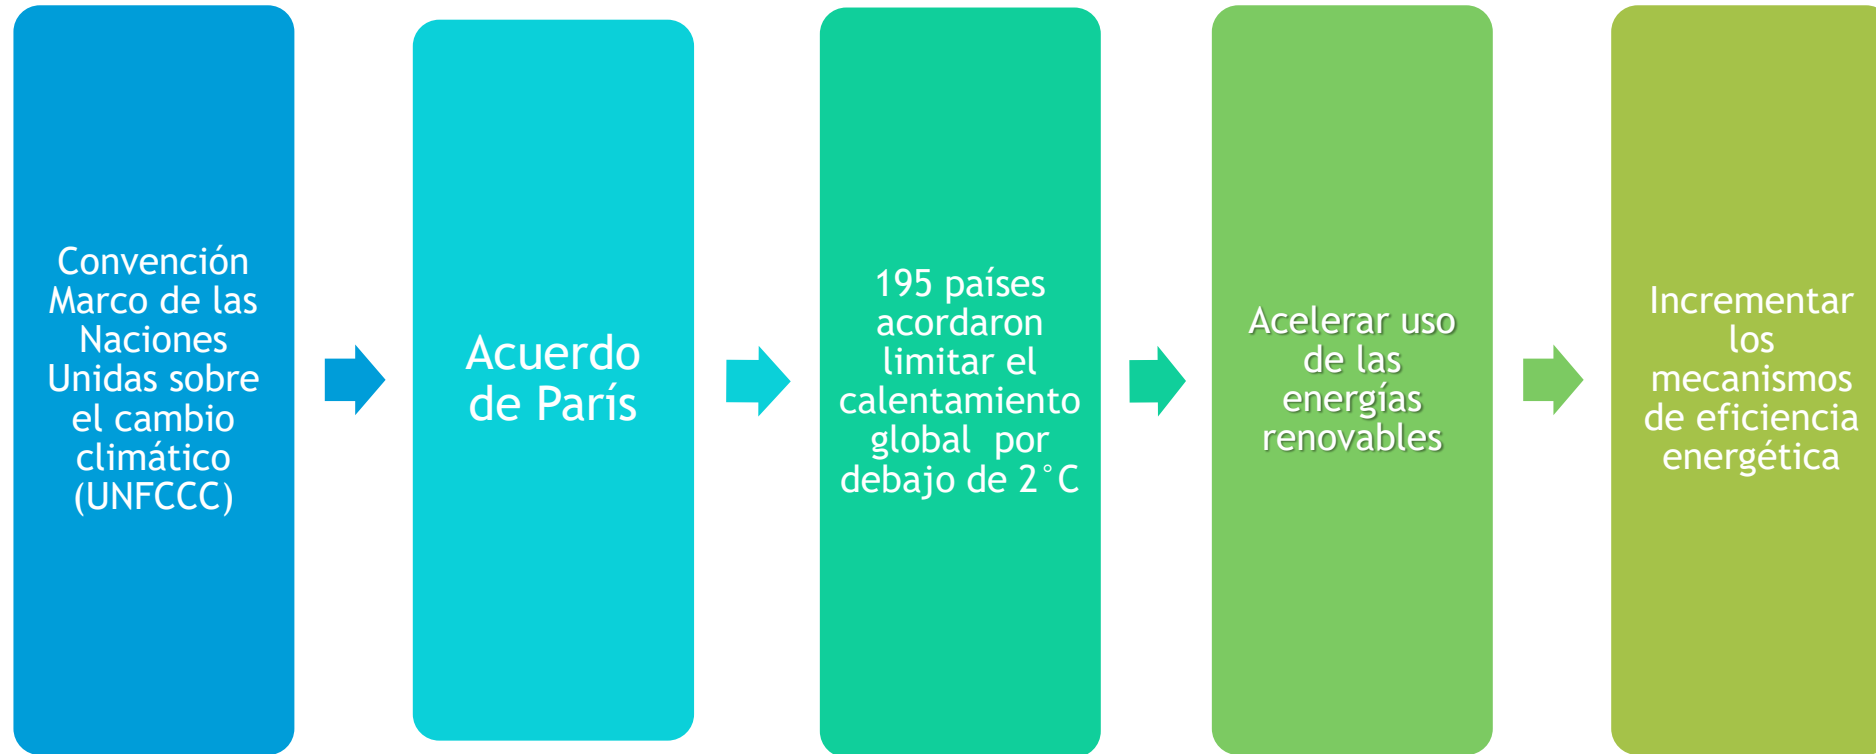 Convención
Marco de las
Naciones
Unidas sobre
el cambio
climático
(UNFCCC)
Acuerdo
de París
195 países
acordaron
limitar el
calentamiento
global  por
debajo de 2°C
Acelerar uso
de las
energías
renovables
Incrementar
los
mecanismos
de eficiencia
energética